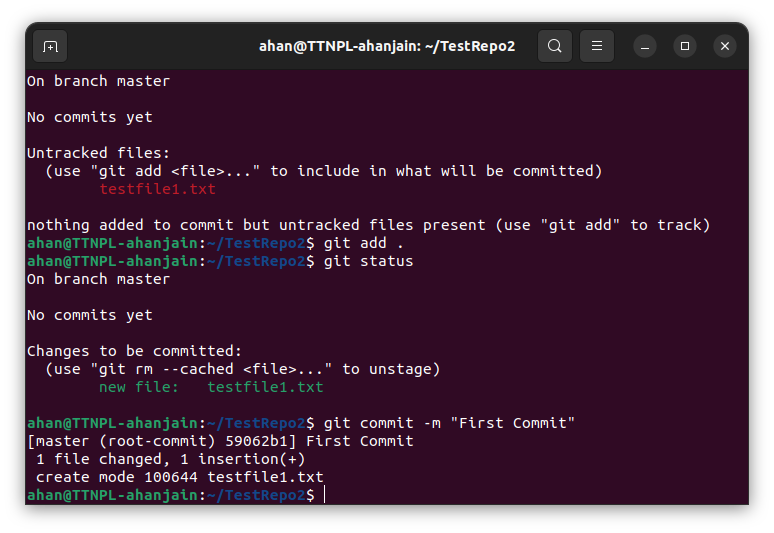 ahan@TTNPL-ahanjain: ~/TestRepo2
On branch master

No commits yet

Untracked files:
  (use "git add <file>..." to include in what will be committed)
        testfile1.txt

nothing added to commit but untracked files present (use "git add" to track)
ahan@TTNPL-ahanjain:~/TestRepo2$ git add .
ahan@TTNPL-ahanjain:~/TestRepo2$ git status
On branch master

No commits yet

Changes to be committed:
  (use "git rm --cached <file>..." to unstage)
        new file:   testfile1.txt

ahan@TTNPL-ahanjain:~/TestRepo2$ git commit -m "First Commit"
[master (root-commit) 59062b1] First Commit
 1 file changed, 1 insertion(+)
 create mode 100644 testfile1.txt
ahan@TTNPL-ahanjain:~/TestRepo2$